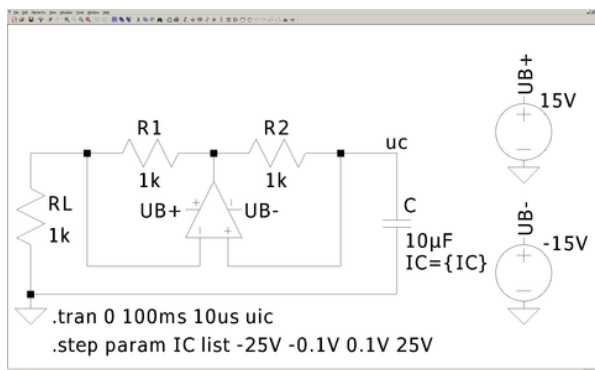 R1
R2
uc
UB+
15V
1k
1k
RL
UB+
UB-
C
1k
10µF
UB-
-15V
IC={IC}
.tran 0 100ms 10us uic
.step param IC list -25V -0.1V 0.1V 25V